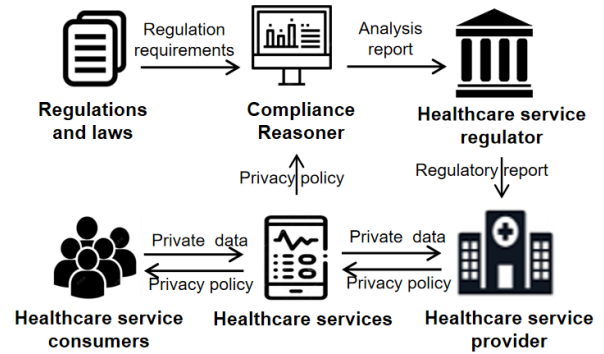 Regulation
requirements
Analysis
report
Regulations
and laws
Compliance
Reasoner
Healthcare service
regulator
Privacy policy
Regulatory report
Private data
Privacy policy
Private data
Privacy policy
Healthcare service
consumers
Healthcare services
Healthcare service
provider